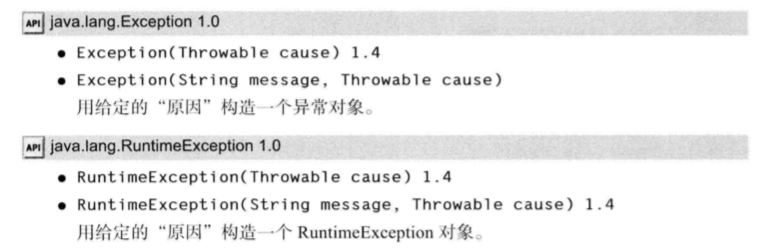 API java.lang.Exception 1.0
● Exception(Throwable cause) 1.4
● Exception(String message, Throwable cause)
用给定的“原因”构造一个异常对象。
API java.lang.RuntimeException 1.0
● RuntimeException(Throwable cause) 1.4
● RuntimeException(String message, Throwable cause) 1.4
用给定的“原因”构造一个 RuntimeException 对象。